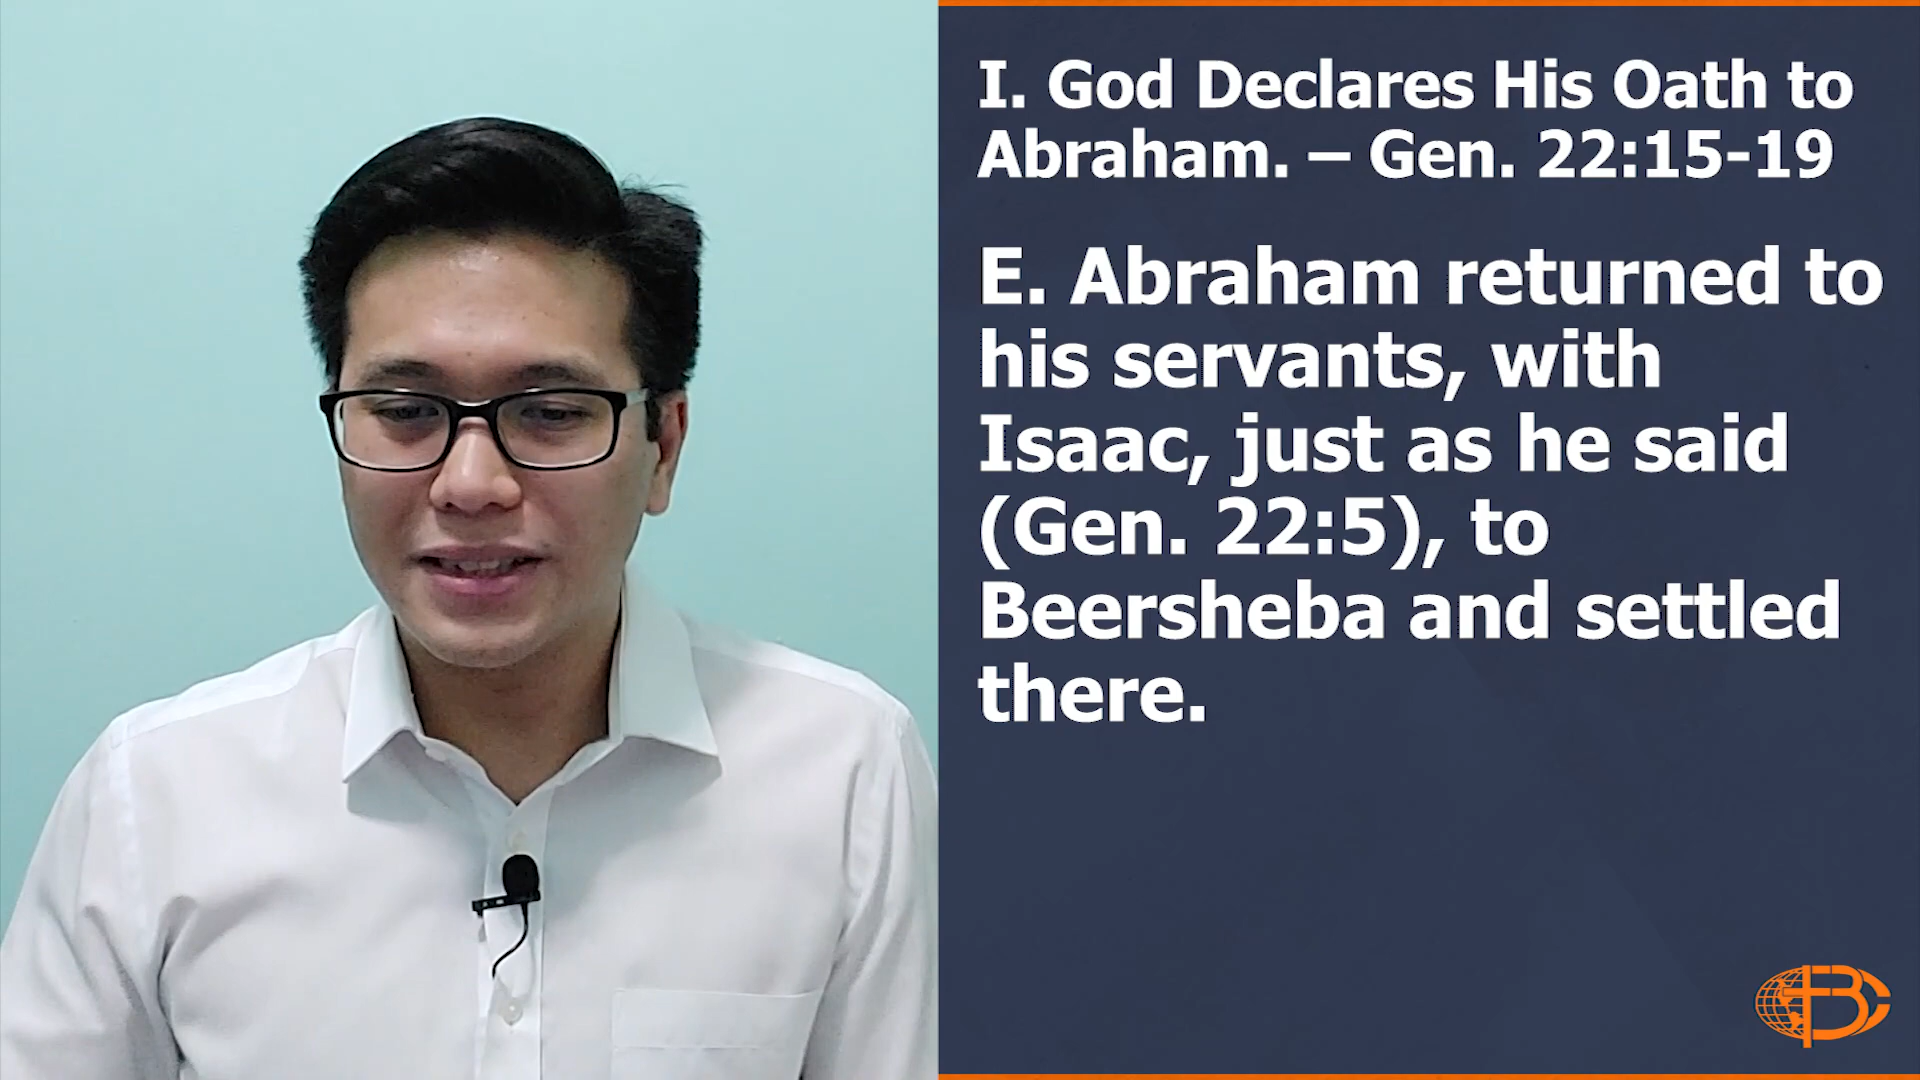 I. God Declares His Oath to
Abraham. – Gen. 22:15-19
E. Abraham returned to
his servants, with
Isaac, just as he said
(Gen. 22:5), to
Beersheba and settled
there.
BC